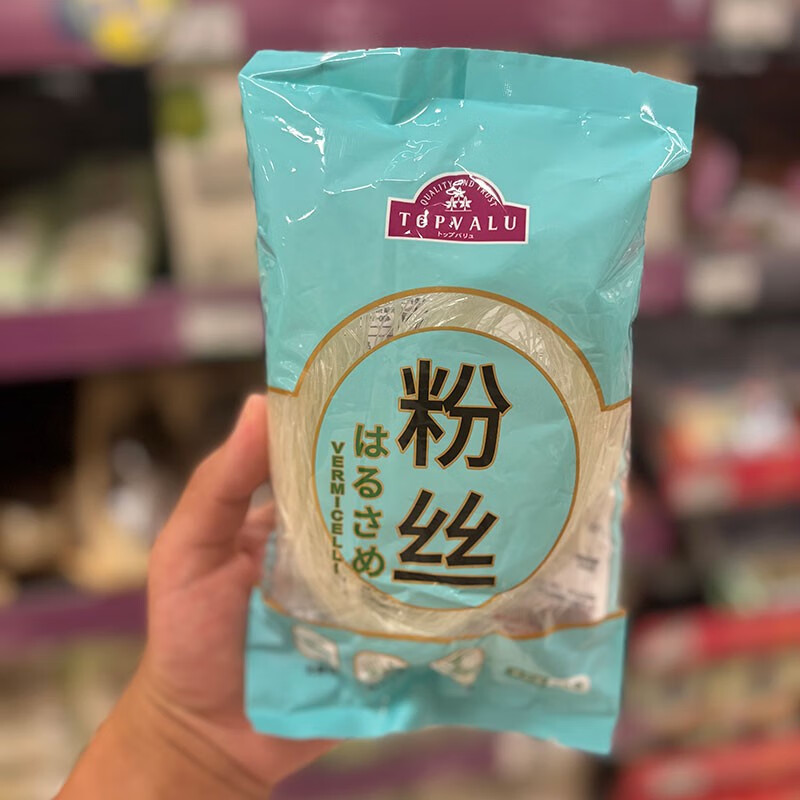 QUALITY AND TRUST
TOPVALU
トップバリュ
粉丝
はるさめ
VERMICELLI